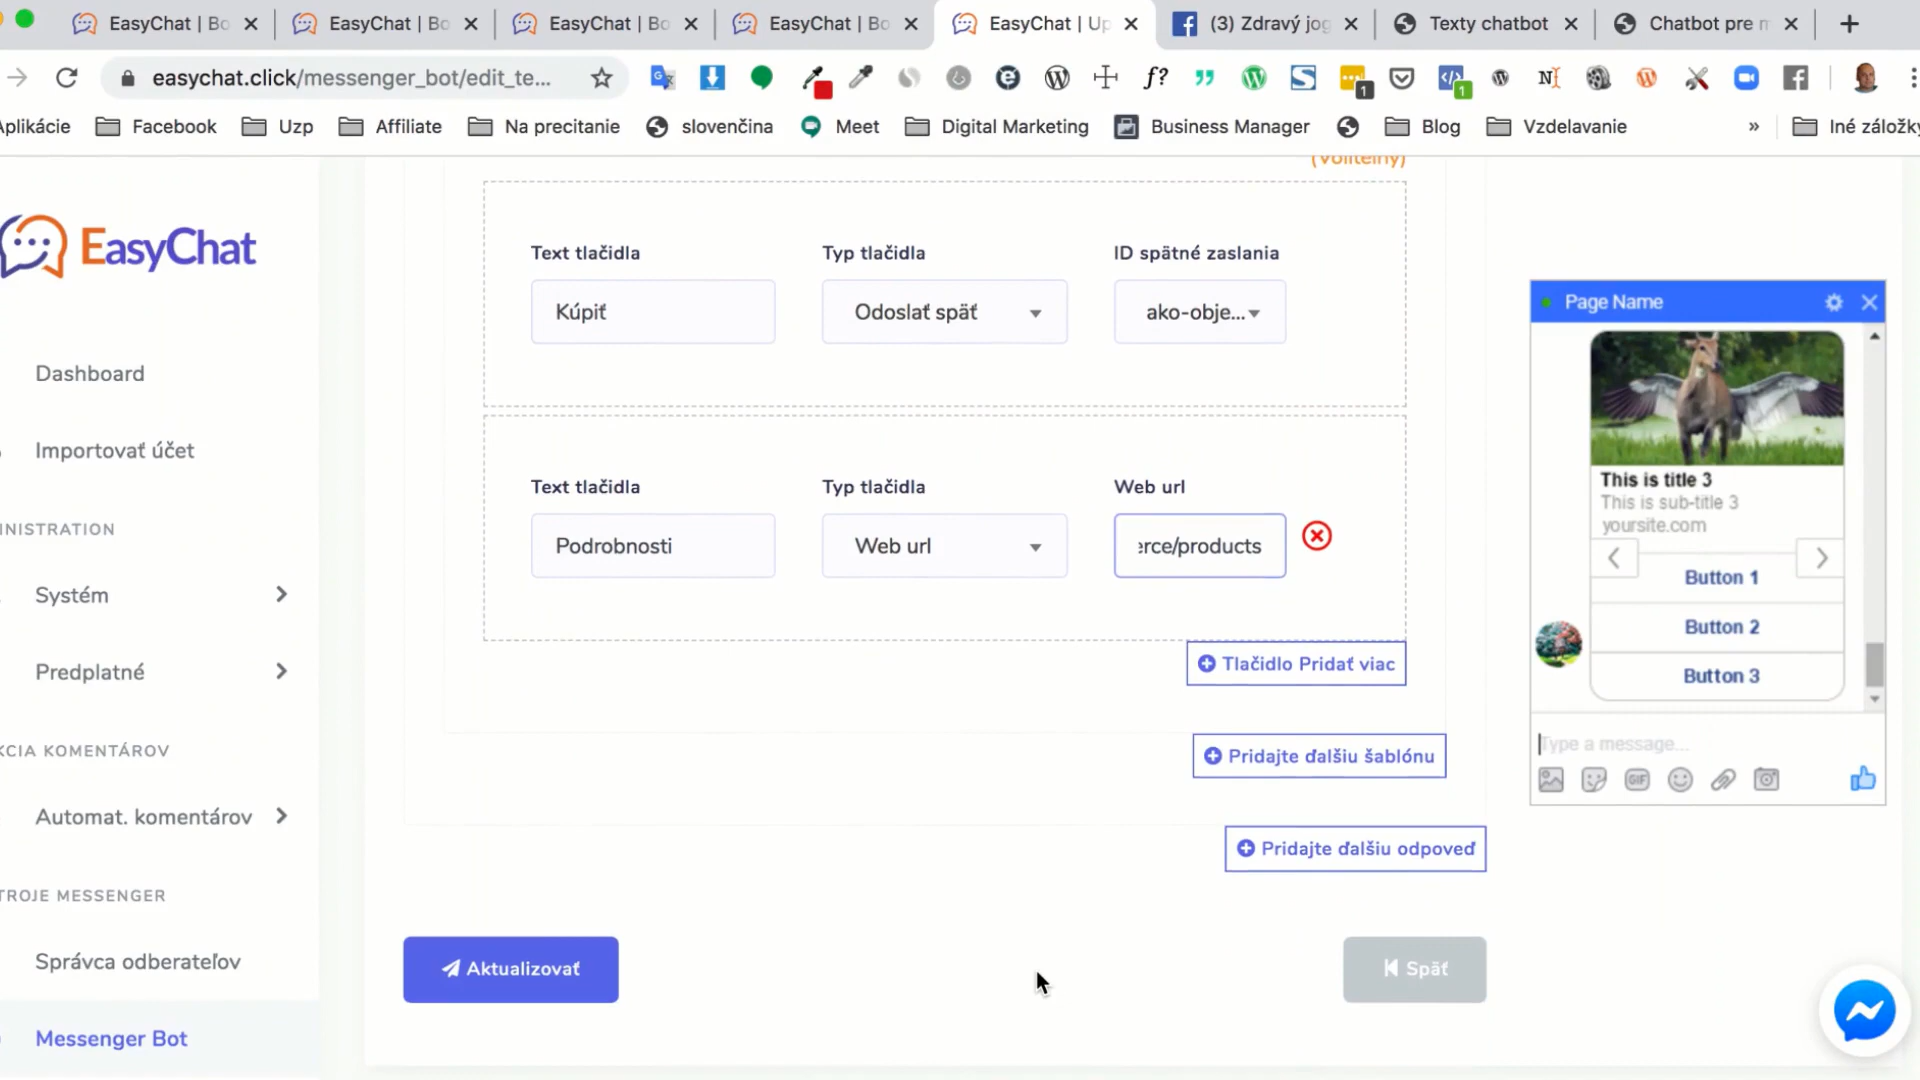 EasyChat | Bo
EasyChat | Bo
EasyChat | Bo
EasyChat | Bo
EasyChat | Up
(3) Zdravý jog
Texty chatbot
Chatbot pre m
easychat.click/messenger_bot/edit_te...
Aplikácie
Facebook
Uzp
Affiliate
Na precitanie
slovenčina
Meet
Digital Marketing
Business Manager
Blog
Vzdelavanie
»
Iné záložky
(Voliteľný)
EasyChat
Dashboard
Importovať účet
INISTRATION
Systém
Predplatné
KCIA KOMENTÁROV
Automat. komentárov
TROJE MESSENGER
Správca odberateľov
Messenger Bot
Text tlačidla
Typ tlačidla
ID spätné zaslania
Kúpiť
Odoslať späť
ako-obje...
Text tlačidla
Typ tlačidla
Web url
Podrobnosti
Web url
erce/products
Tlačidlo Pridať viac
Pridajte ďalšiu šablónu
Pridajte ďalšiu odpoveď
Aktualizovať
Späť
Page Name
This is title 3
This is sub-title 3
yoursite.com
Button 1
Button 2
Button 3
Type a message...
GIF